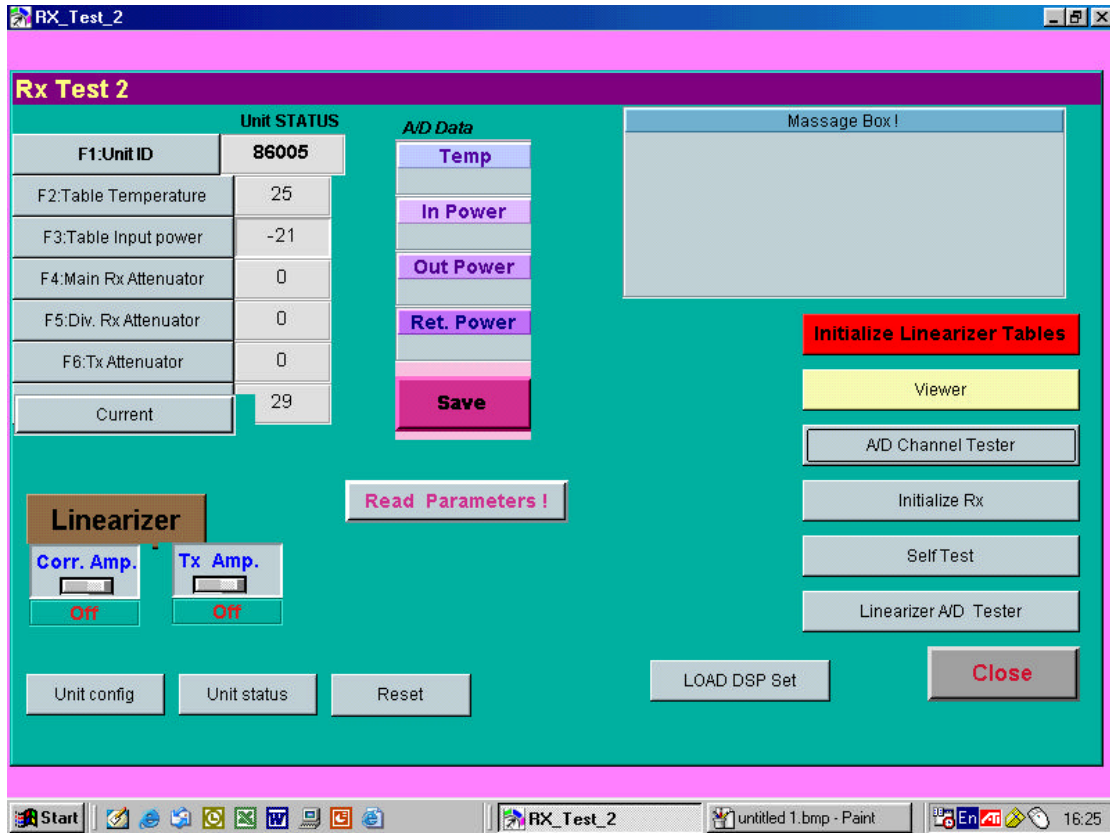 RX_Test_2
Rx Test 2
Unit STATUS
F1:Unit ID 86005
F2:Table Temperature 25
F3:Table Input power -21
F4:Main Rx Attenuator 0
F5:Div. Rx Attenuator 0
F6:Tx Attenuator 0
Current 29
A/D Data
Temp
In Power
Out Power
Ret. Power
Save
Massage Box!
Initialize Linearizer Tables
Viewer
A/D Channel Tester
Initialize Rx
Self Test
Linearizer A/D Tester
Read Parameters !
Linearizer
Corr. Amp. Tx Amp.
Off Off
Unit config Unit status Reset
LOAD DSP Set
Close
Start RX_Test_2 untitled 1.bmp - Paint En 16:25